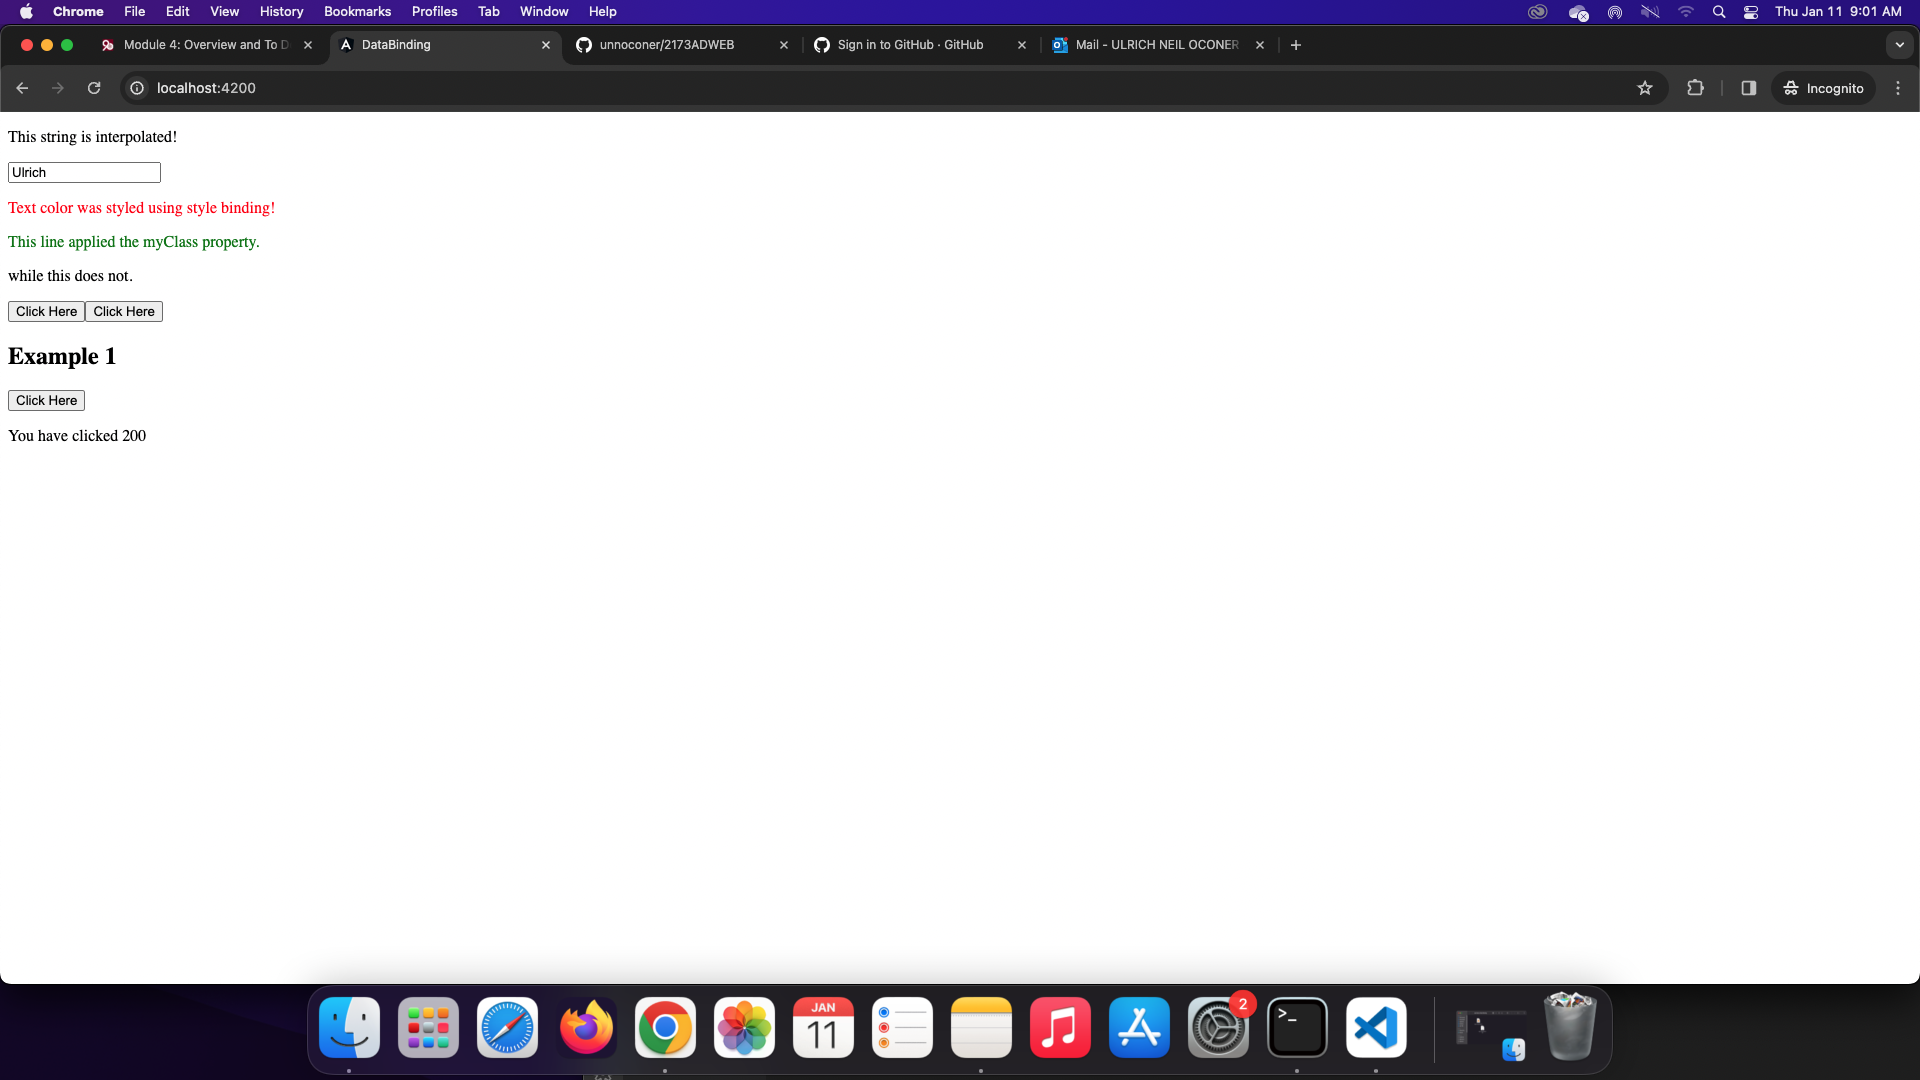 Chrome File Edit View History Bookmarks Profiles Tab Window Help Thu Jan 11 9:01 AM
Module 4: Overview and To D DataBinding unnoconer/2173ADWEB Sign in to GitHub · GitHub Mail - ULRICH NEIL OCONER
localhost:4200 Incognito
This string is interpolated!
Ulrich
Text color was styled using style binding!
This line applied the myClass property.
while this does not.
Click Here Click Here
Example 1
Click Here
You have clicked 200
JAN 2
11